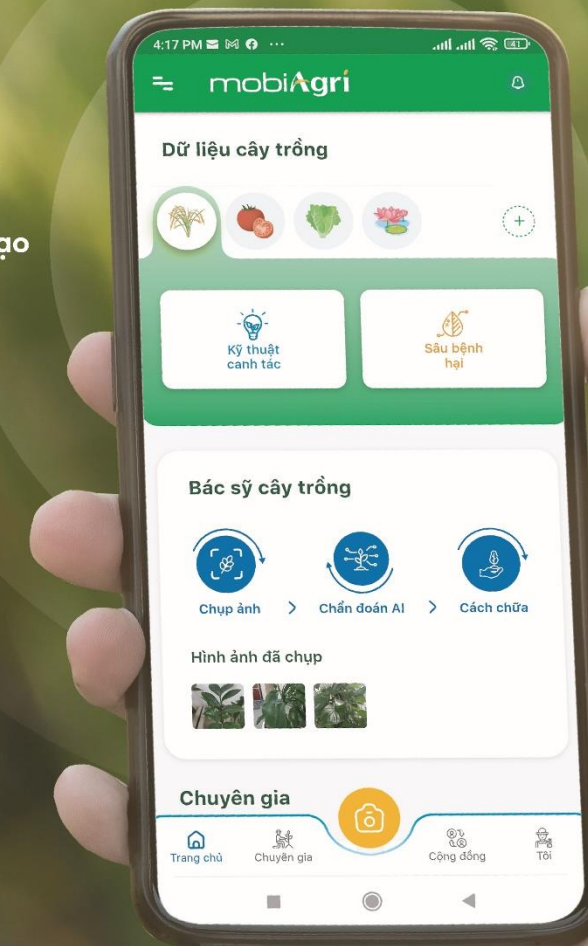 4:17 PM
41
mobiAgri
Dữ liệu cây trồng
ạo
Kỹ thuật
canh tác
Sâu bệnh
hại
Bác sỹ cây trồng
Chụp ảnh > Chẩn đoán AI > Cách chữa
Hình ảnh đã chụp
Chuyên gia
Trang chủ
Chuyên gia
Cộng đồng
Tôi